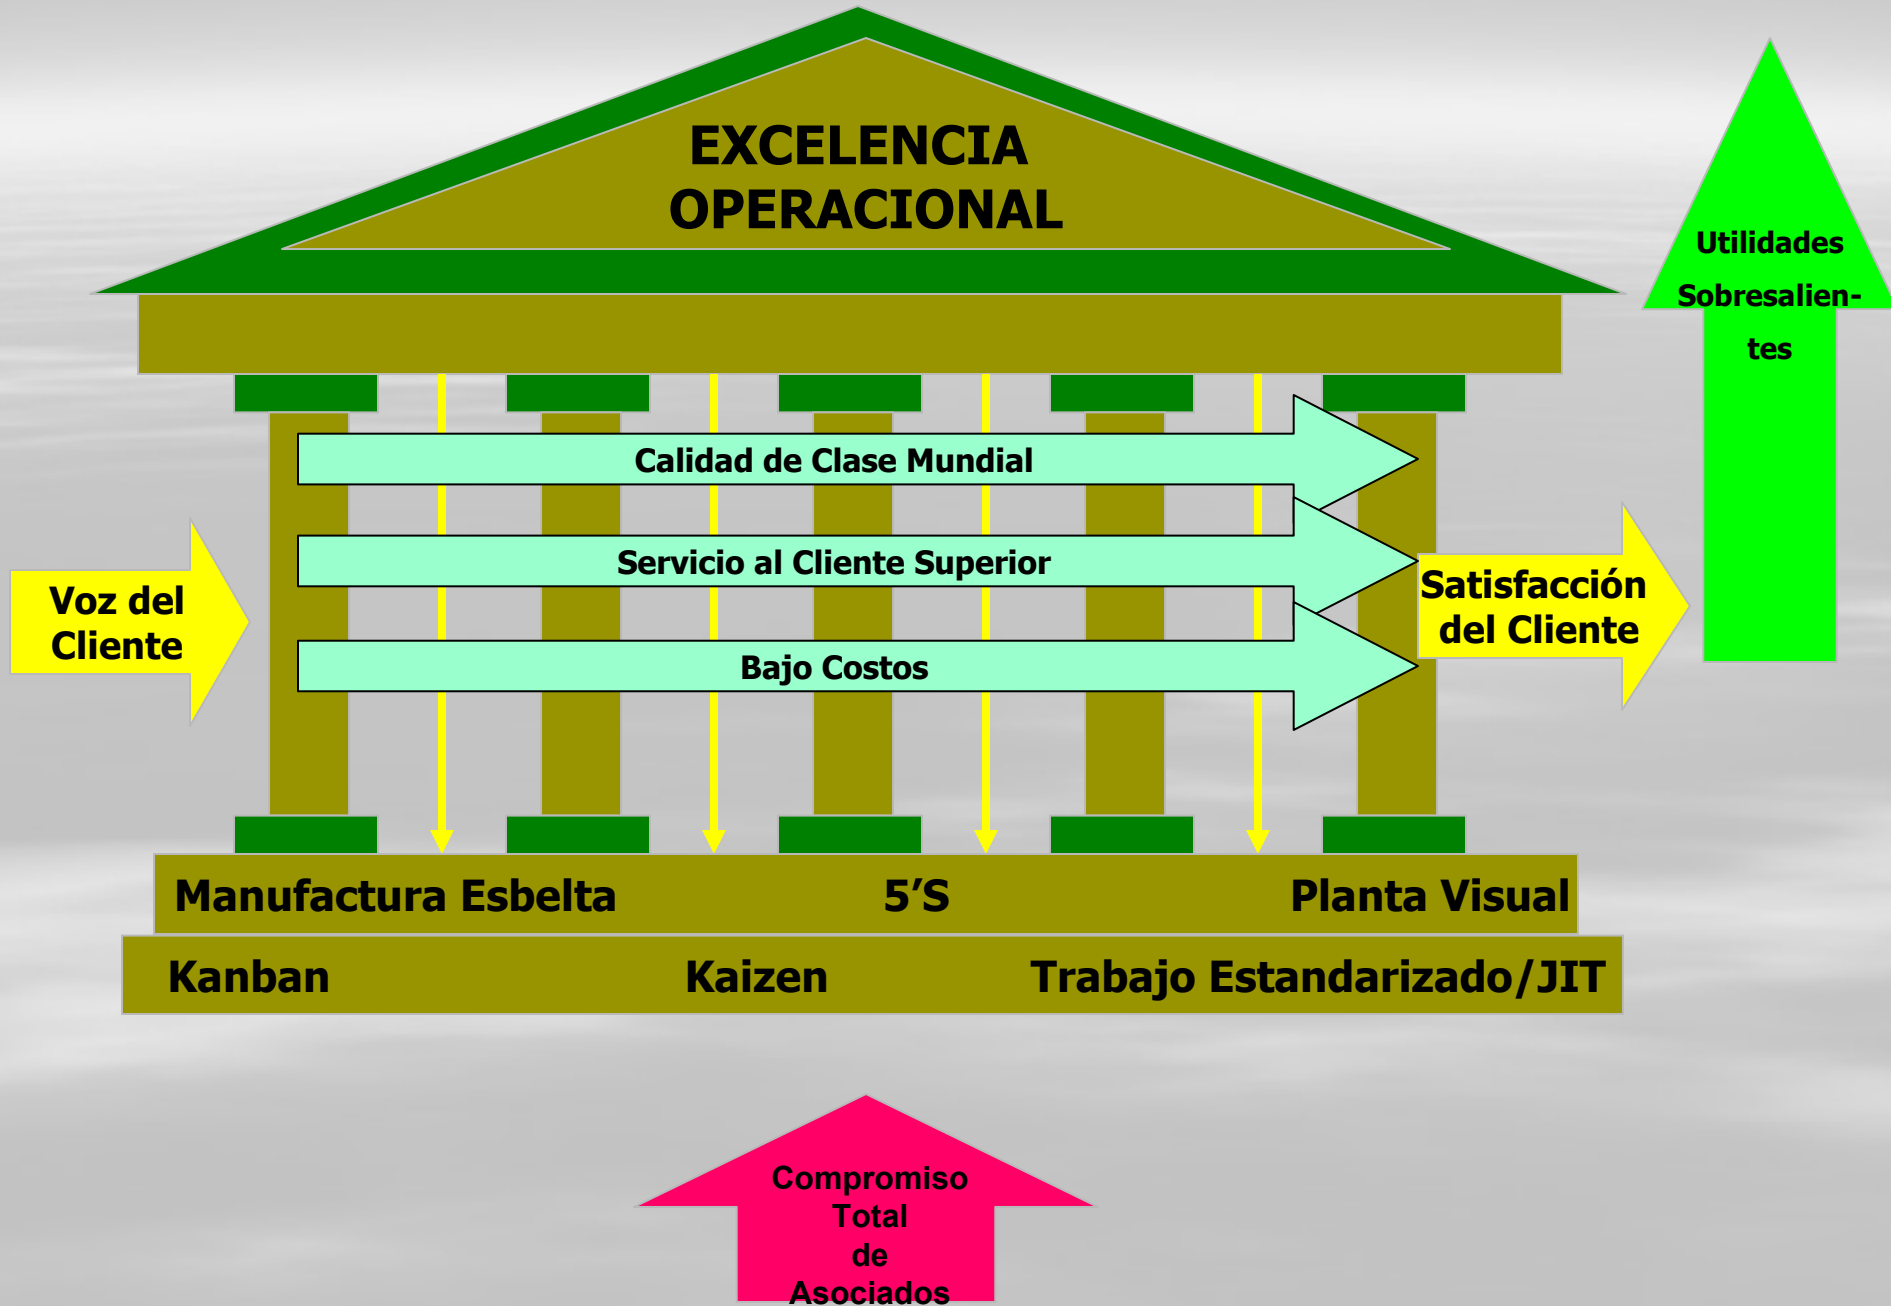 EXCELENCIA
OPERACIONAL
Utilidades
Sobresalien-
tes
Calidad de Clase Mundial
Servicio al Cliente Superior
Bajo Costos
Voz del
Cliente
Satisfacción
del Cliente
Manufactura Esbelta 5’S Planta Visual
Kanban Kaizen Trabajo Estandarizado/JIT
Compromiso
Total
de
Asociados